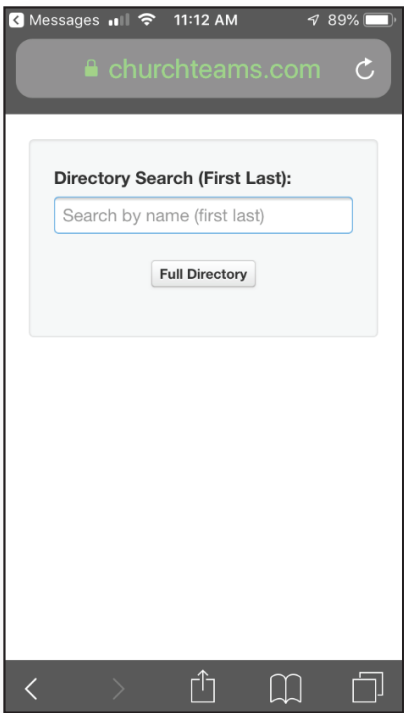 Messages 11:12 AM 89%
churchteams.com
Directory Search (First Last):
Search by name (first last)
Full Directory